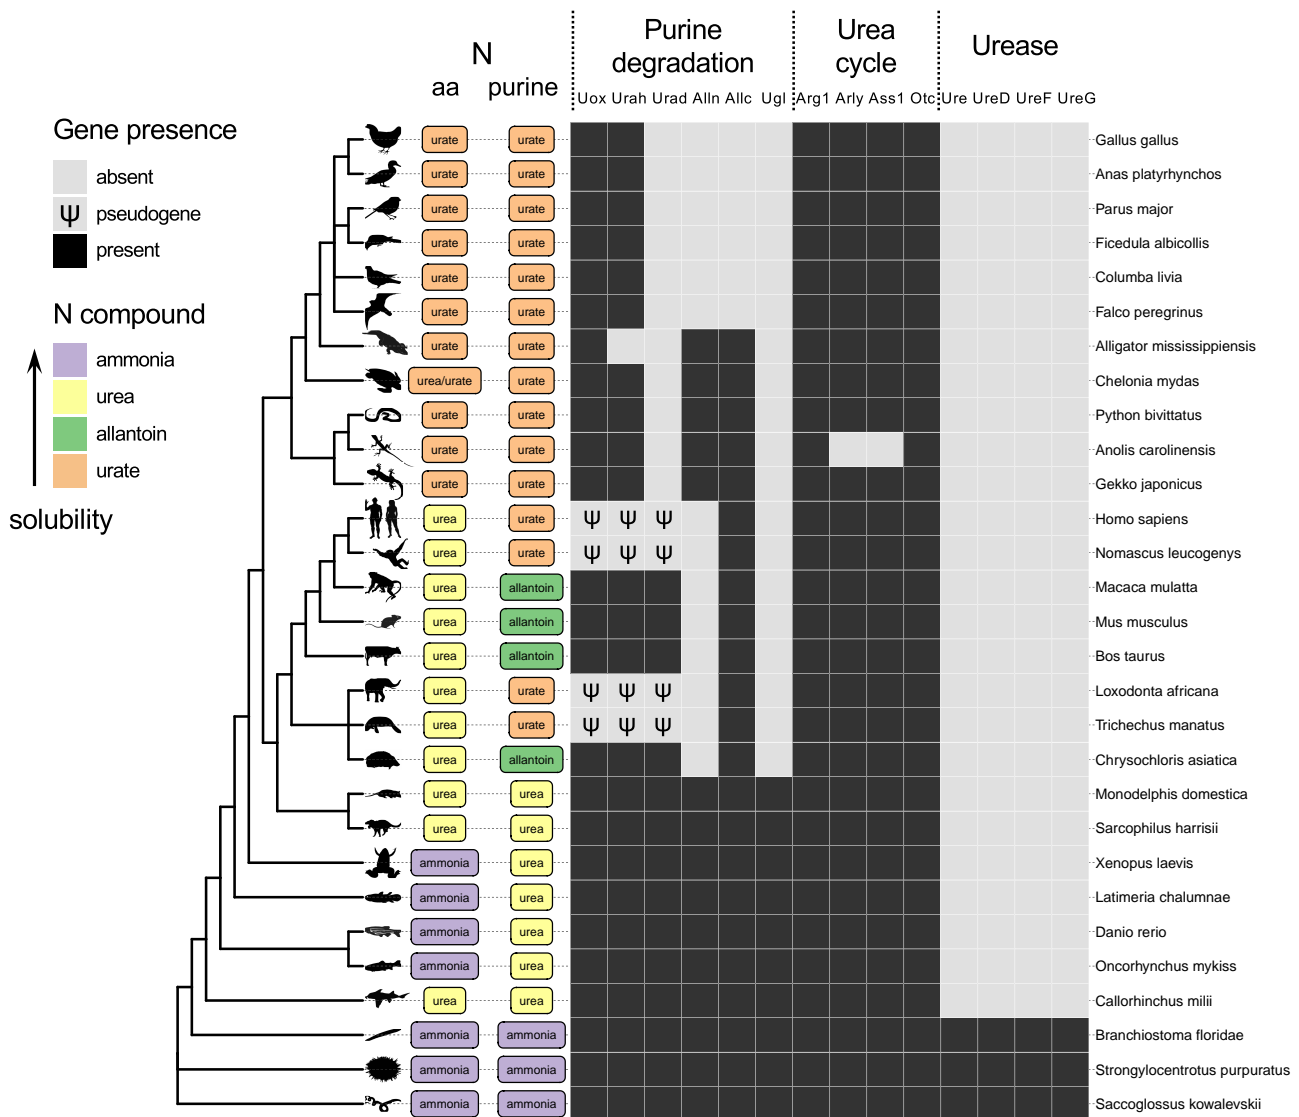 N
aa purine
Purine
degradation
Urea
cycle
Urease
Uox Urah Urad Alln Allc Ugl Arg1 Arly Ass1 Otc Ure UreD UreF UreG
Gene presence
absent
ψ pseudogene
present
N compound
ammonia
urea
allantoin
urate
solubility
urate urate Gallus gallus
urate urate Anas platyrhynchos
urate urate Parus major
urate urate Ficedula albicollis
urate urate Columba livia
urate urate Falco peregrinus
urate urate Alligator mississippiensis
urea/urate urate Chelonia mydas
urate urate Python bivittatus
urate urate Anolis carolinensis
urate urate Gekko japonicus
urea urate ψ ψ ψ Homo sapiens
urea urate ψ ψ ψ Nomascus leucogenys
urea allantoin Macaca mulatta
urea allantoin Mus musculus
urea allantoin Bos taurus
urea urate ψ ψ ψ Loxodonta africana
urea urate ψ ψ ψ Trichechus manatus
urea allantoin Chrysochloris asiatica
urea urea Monodelphis domestica
urea urea Sarcophilus harrisii
ammonia urea Xenopus laevis
ammonia urea Latimeria chalumnae
ammonia urea Danio rerio
ammonia urea Oncorhynchus mykiss
urea urea Callorhinchus milii
ammonia ammonia Branchiostoma floridae
ammonia ammonia Strongylocentrotus purpuratus
ammonia ammonia Saccoglossus kowalevskii